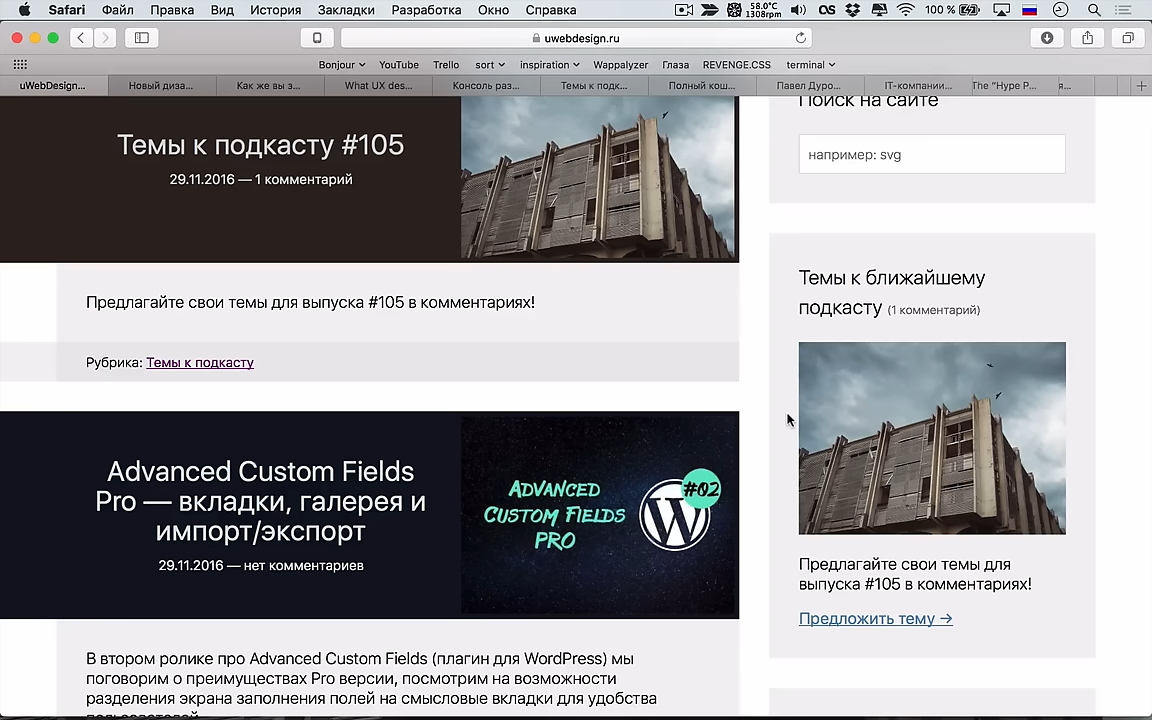 Safari Файл Правка Вид История Закладки Разработка Окно Справка
58.0°C
1308rpm
100 %
uwebdesign.ru
Bonjour YouTube Trello sort inspiration Wappalyzer Глаза REVENGE.CSS terminal
uWebDesign... Новый диза... Как же вы з... What UX des... Консоль раз... Темы к подк... Полный кош... Павел Дуро... IT-компании... The “Hype P... я...
Темы к подкасту #105
29.11.2016 — 1 комментарий
Предлагайте свои темы для выпуска #105 в комментариях!
Рубрика: Темы к подкасту
Advanced Custom Fields
Pro — вкладки, галерея и
импорт/экспорт
29.11.2016 — нет комментариев
Advanced
Custom Fields
PRO
#02
В втором ролике про Advanced Custom Fields (плагин для WordPress) мы
поговорим о преимуществах Pro версии, посмотрим на возможности
разделения экрана заполнения полей на смысловые вкладки для удобства
Поиск на сайте
например: svg
Темы к ближайшему
подкасту (1 комментарий)
Предлагайте свои темы для
выпуска #105 в комментариях!
Предложить тему →